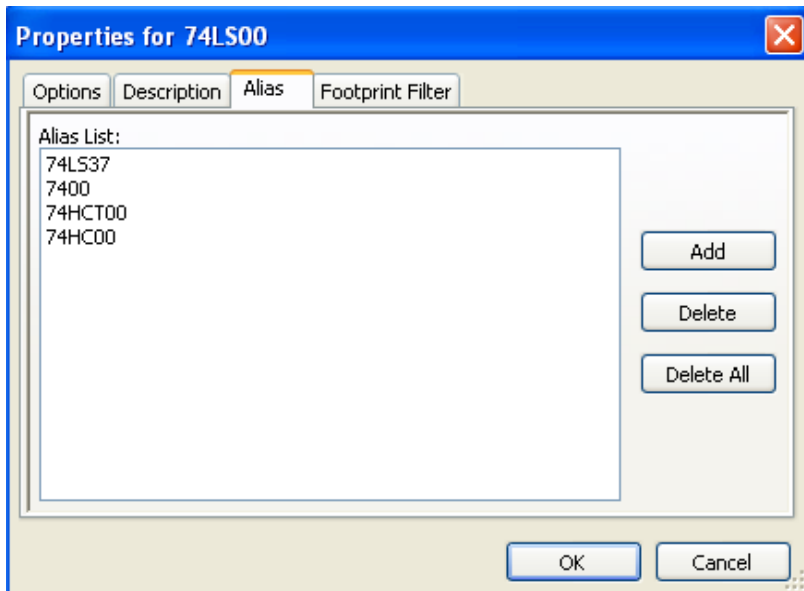 Properties for 74LS00
Options Description Alias Footprint Filter
Alias List:
74LS37
7400
74HCT00
74HC00
Add
Delete
Delete All
OK Cancel